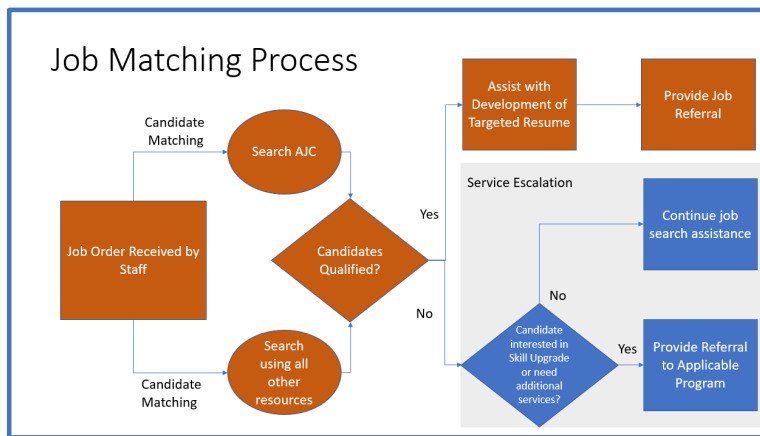 Job Matching Process
Candidate
Matching
Search AJC
Job Order Received by
Staff
Candidate
Matching
Search
using all
other
resources
Candidates
Qualified?
Yes
No
Assist with
Development of
Targeted Resume
Provide Job
Referral
Service Escalation
Continue job
search assistance
No
Candidate
interested in
Skill Upgrade
or need
additional
services?
Yes
Provide Referral
to Applicable
Program